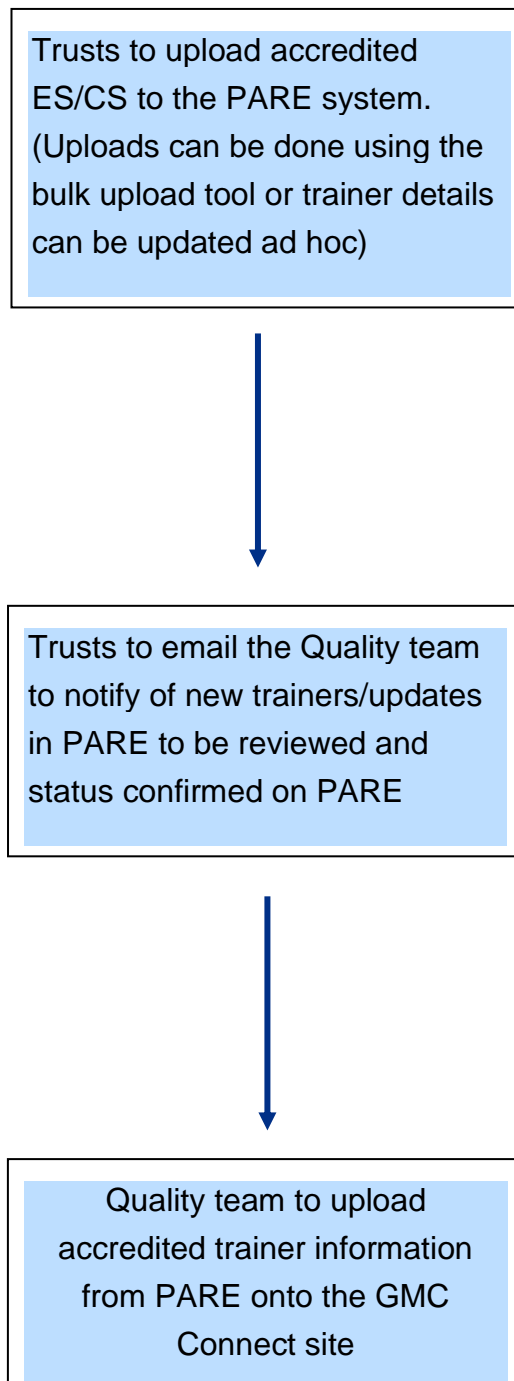 Trusts to upload accredited
ES/CS to the PARE system.
(Uploads can be done using the
bulk upload tool or trainer details
can be updated ad hoc)
Trusts to email the Quality team
to notify of new trainers/updates
in PARE to be reviewed and
status confirmed on PARE
Quality team to upload
accredited trainer information
from PARE onto the GMC
Connect site